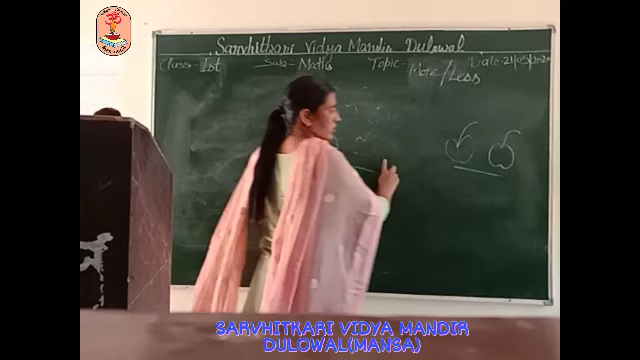 Sarvhitkari Vidya Mandir Dulowal
Class:- Ist Sub:- Maths Topic- More/Less
SARVHITKARI VIDYA MANDIR
DULOWAL(MANSA)